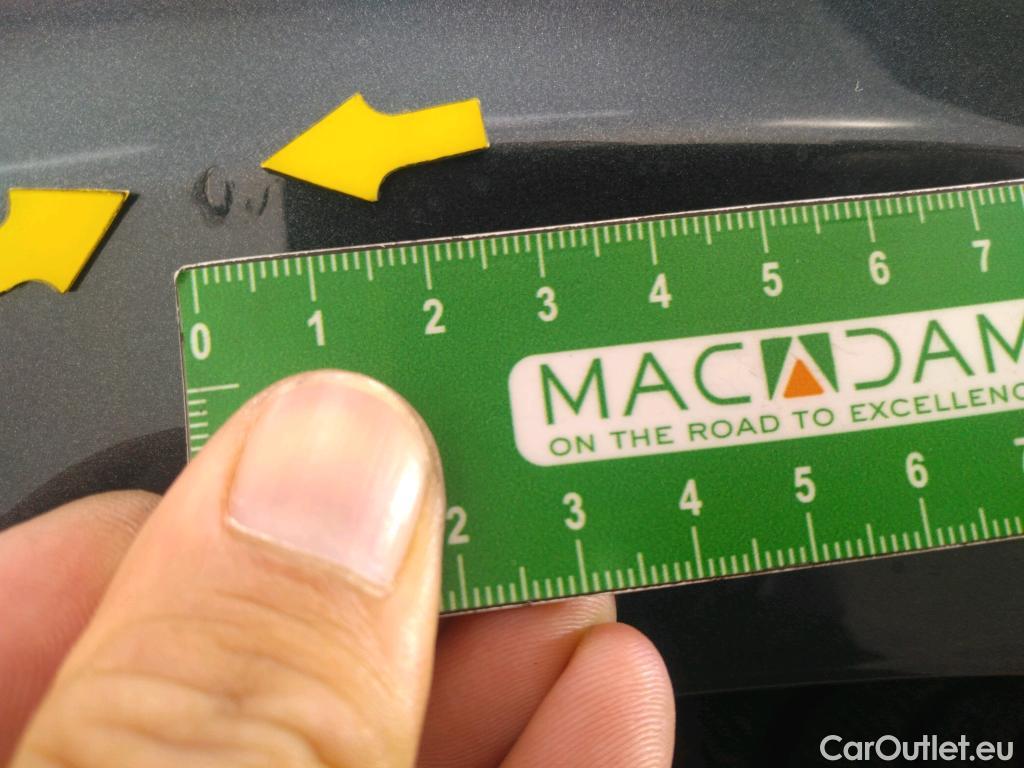 0 1 2 3 4 5 6 7
MACADAM
ON THE ROAD TO EXCELLENC
2 3 4 5 6
CarOutlet.eu